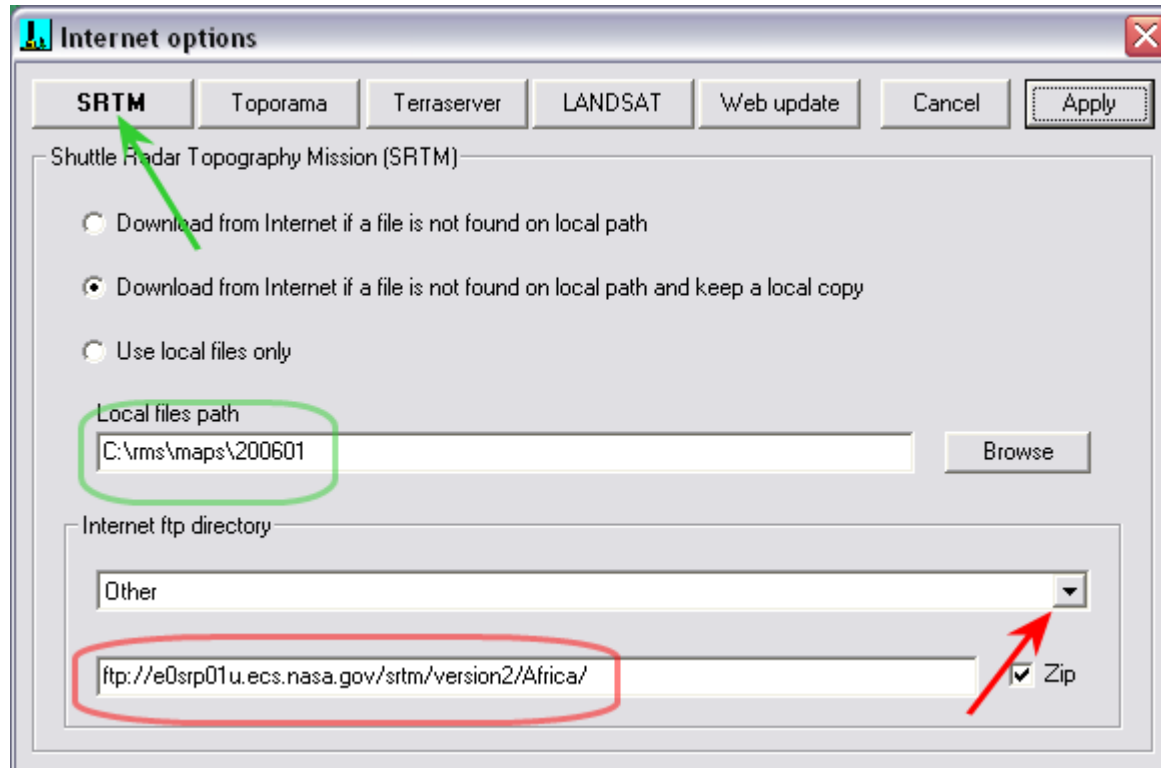 Internet options
SRTM Toporama Terraserver LANDSAT Web update Cancel Apply
Shuttle Radar Topography Mission (SRTM)
Download from Internet if a file is not found on local path
Download from Internet if a file is not found on local path and keep a local copy
Use local files only
Local files path
C:\rms\maps\200601
Browse
Internet ftp directory
Other
ftp://e0srp01u.ecs.nasa.gov/srtm/version2/Africa/
Zip